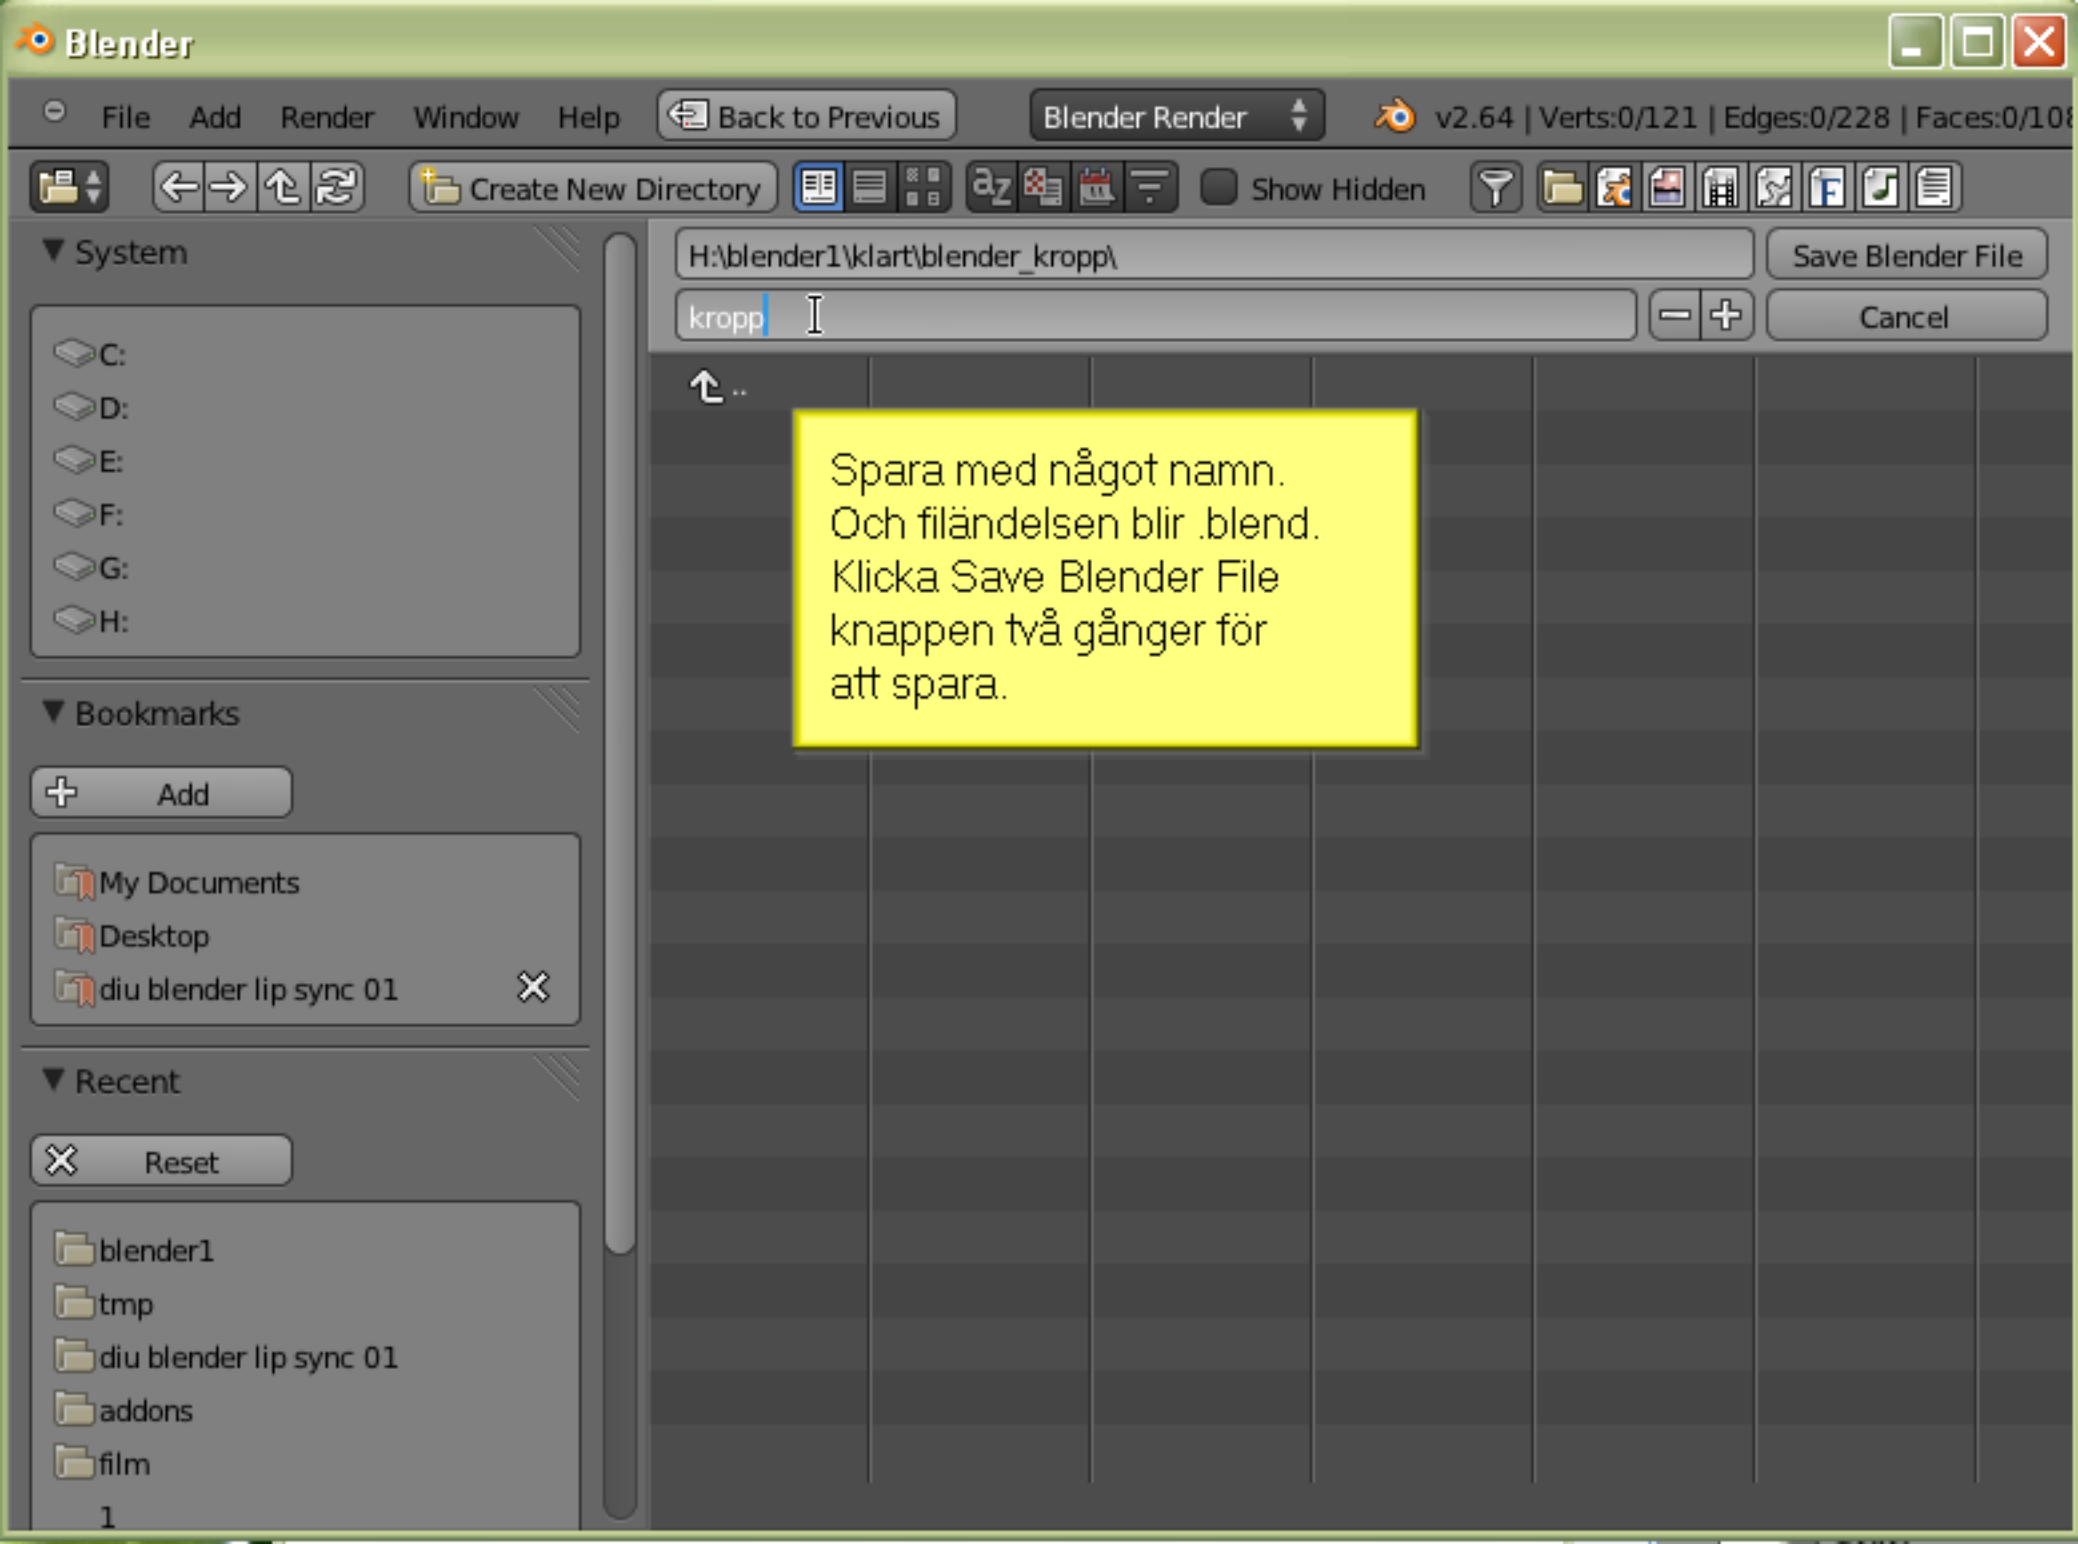 Blender
File Add Render Window Help Back to Previous Blender Render v2.64 | Verts:0/121 | Edges:0/228 | Faces:0/108
Create New Directory Show Hidden
System
C:
D:
E:
F:
G:
H:
Bookmarks
Add
My Documents
Desktop
diu blender lip sync 01
Recent
Reset
blender1
tmp
diu blender lip sync 01
addons
film
1
H:\blender1\klart\blender_kropp\ Save Blender File
kropp Cancel
..
Spara med något namn.
Och filändelsen blir .blend.
Klicka Save Blender File
knappen två gånger för
att spara.